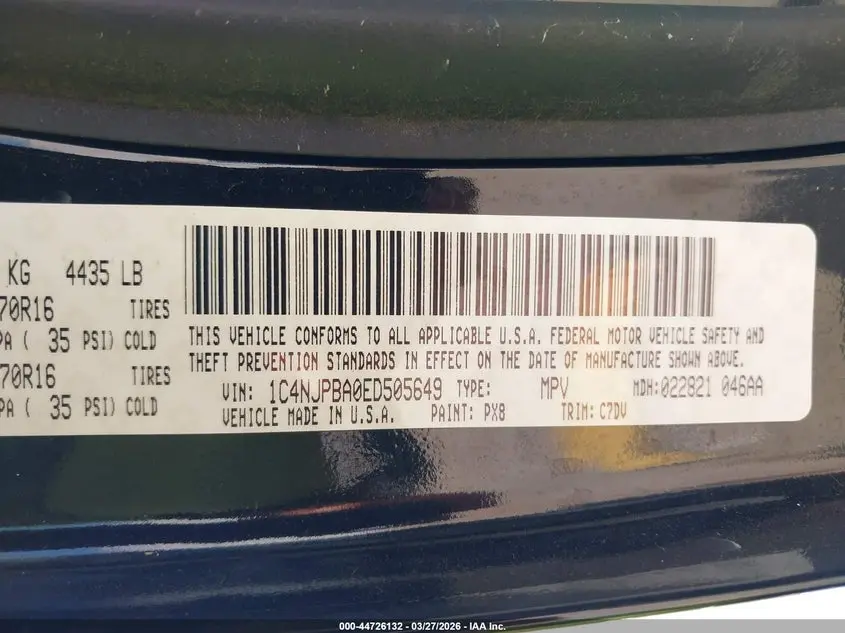 KG 4435 LB
70R16 TIRES
PA ( 35 PSI) COLD
70R16 TIRES
PA ( 35 PSI) COLD
THIS VEHICLE CONFORMS TO ALL APPLICABLE U.S.A. FEDERAL MOTOR VEHICLE SAFETY AND
THEFT PREVENTION STANDARDS IN EFFECT ON THE DATE OF MANUFACTURE SHOWN ABOVE.
VIN: 1C4NJPBA0ED505649 TYPE: MPV MDH:022821 046AA
VEHICLE MADE IN U.S.A. PAINT: PX8 TRIM: C7DV
000-44726132 - 03/27/2026 - IAA Inc.